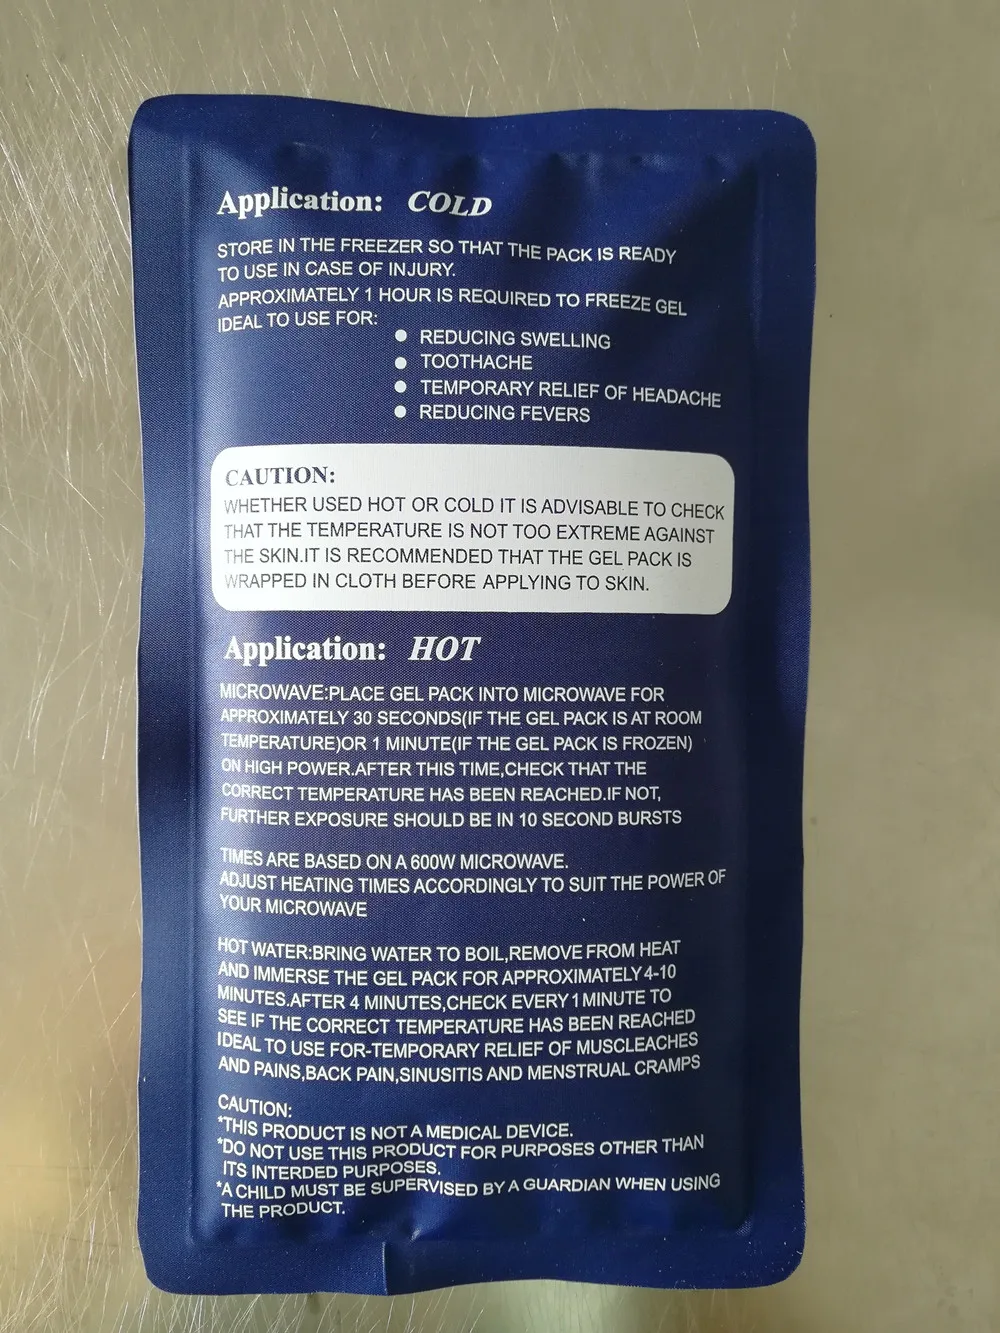 Application: COLD
STORE IN THE FREEZER SO THAT THE PACK IS READY
TO USE IN CASE OF INJURY.
APPROXIMATELY 1 HOUR IS REQUIRED TO FREEZE GEL
IDEAL TO USE FOR:
● REDUCING SWELLING
● TOOTHACHE
● TEMPORARY RELIEF OF HEADACHE
● REDUCING FEVERS
CAUTION:
WHETHER USED HOT OR COLD IT IS ADVISABLE TO CHECK
THAT THE TEMPERATURE IS NOT TOO EXTREME AGAINST
THE SKIN.IT IS RECOMMENDED THAT THE GEL PACK IS
WRAPPED IN CLOTH BEFORE APPLYING TO SKIN.
Application: HOT
MICROWAVE:PLACE GEL PACK INTO MICROWAVE FOR
APPROXIMATELY 30 SECONDS(IF THE GEL PACK IS AT ROOM
TEMPERATURE)OR 1 MINUTE(IF THE GEL PACK IS FROZEN)
ON HIGH POWER.AFTER THIS TIME,CHECK THAT THE
CORRECT TEMPERATURE HAS BEEN REACHED.IF NOT,
FURTHER EXPOSURE SHOULD BE IN 10 SECOND BURSTS
TIMES ARE BASED ON A 600W MICROWAVE.
ADJUST HEATING TIMES ACCORDINGLY TO SUIT THE POWER OF
YOUR MICROWAVE
HOT WATER:BRING WATER TO BOIL,REMOVE FROM HEAT
AND IMMERSE THE GEL PACK FOR APPROXIMATELY 4-10
MINUTES.AFTER 4 MINUTES,CHECK EVERY 1 MINUTE TO
SEE IF THE CORRECT TEMPERATURE HAS BEEN REACHED
IDEAL TO USE FOR-TEMPORARY RELIEF OF MUSCLEACHES
AND PAINS,BACK PAIN,SINUSITIS AND MENSTRUAL CRAMPS
CAUTION:
*THIS PRODUCT IS NOT A MEDICAL DEVICE.
*DO NOT USE THIS PRODUCT FOR PURPOSES OTHER THAN
ITS INTERDED PURPOSES.
*A CHILD MUST BE SUPERVISED BY A GUARDIAN WHEN USING
THE PRODUCT.